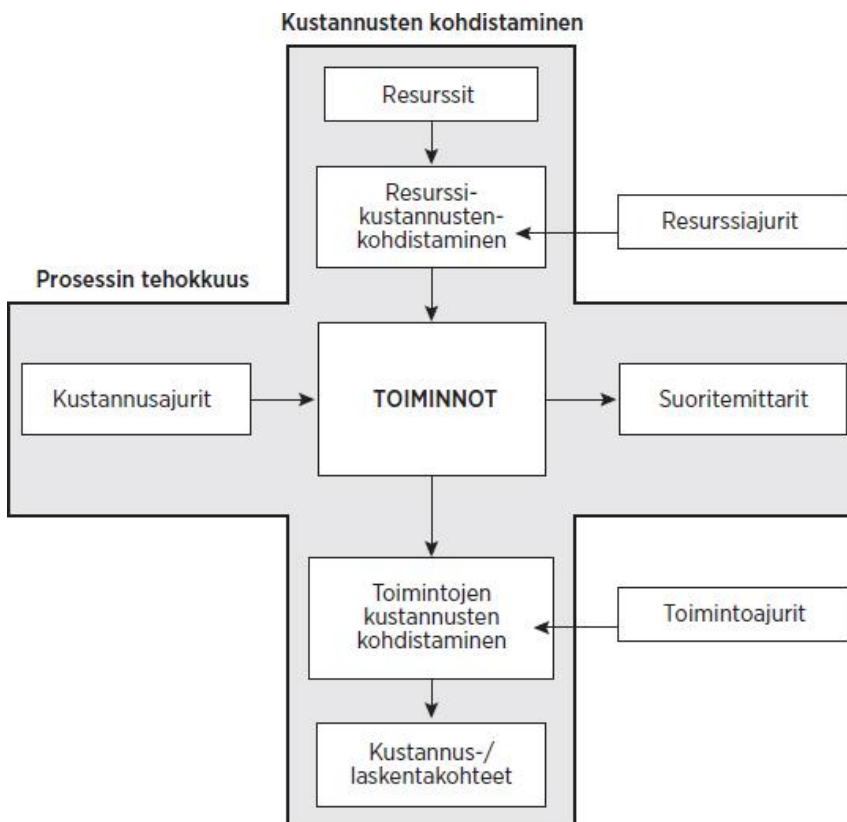 Kustannusten kohdistaminen
Resurssit
Resurssi-
kustannusten-
kohdistaminen
Resurssiajurit
Prosessin tehokkuus
Kustannusajurit
TOIMINNOT
Suoritemittarit
Toimintojen
kustannusten
kohdistaminen
Toimintoajurit
Kustannus-/
laskentakohteet